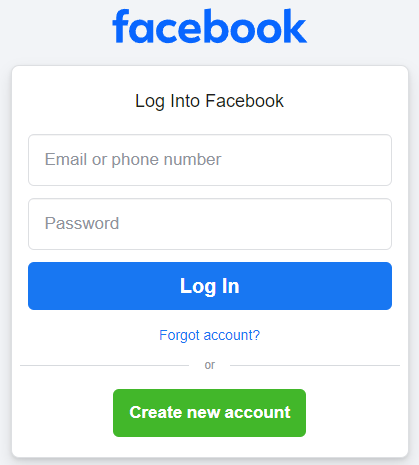 facebook
Log Into Facebook
Email or phone number
Password
Log In
Forgot account?
or
Create new account